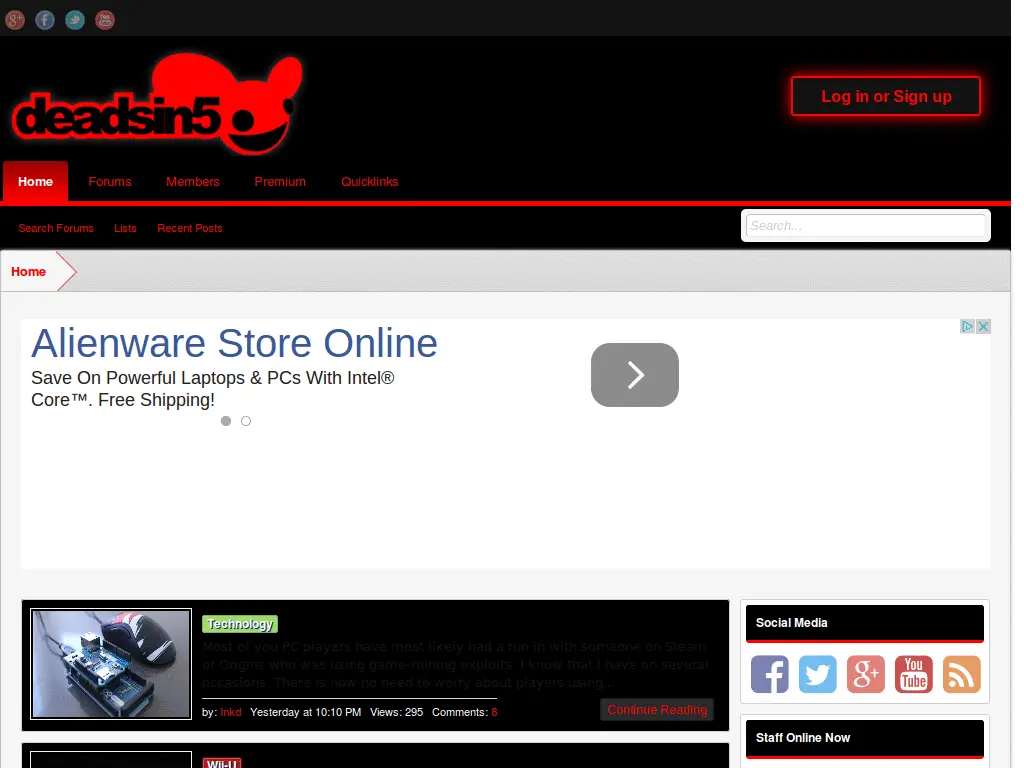 deadsin5
Log in or Sign up
Home
Forums
Members
Premium
Quicklinks
Search Forums
Lists
Recent Posts
Search...
Home
Alienware Store Online
Save On Powerful Laptops & PCs With Intel®
Core™. Free Shipping!
Technology
Most of you PC players have most likely had a run in with someone on Steam
or Origins who was using game-ruining exploits. I know that I have on several
occasions. There is now no need to worry about players using...
by: Inkd Yesterday at 10:10 PM Views: 295 Comments: 8
Continue Reading
Wii-U
Social Media
You
Tube
Staff Online Now